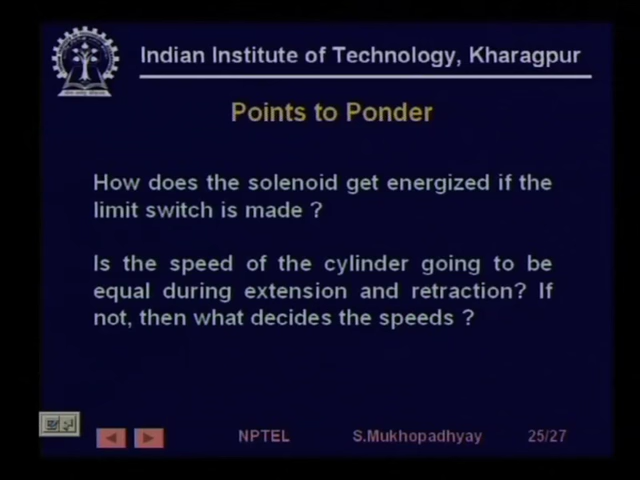 Indian Institute of Technology, Kharagpur
Points to Ponder
How does the solenoid get energized if the
limit switch is made ?
Is the speed of the cylinder going to be
equal during extension and retraction? If
not, then what decides the speeds ?
NPTEL S.Mukhopadhyay 25/27